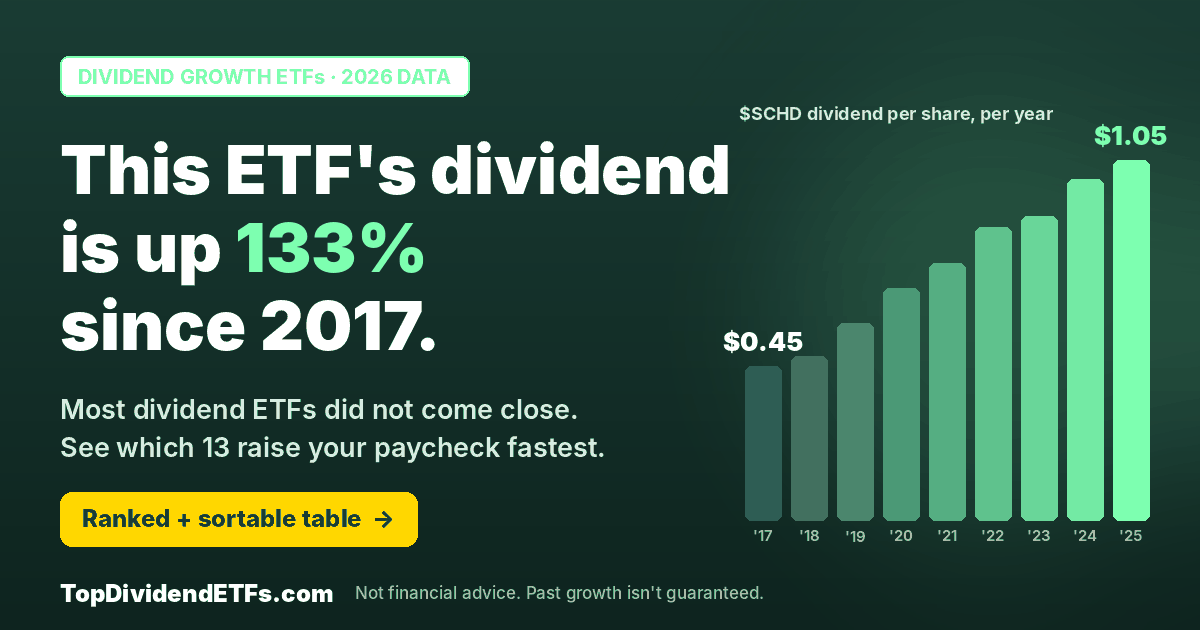 DIVIDEND GROWTH ETFs · 2026 DATA
This ETF's dividend
is up 133%
since 2017.
Most dividend ETFs did not come close.
See which 13 raise your paycheck fastest.
Ranked + sortable table →
TopDividendETFs.com
Not financial advice. Past growth isn't guaranteed.
$SCHD dividend per share, per year
$1.05
$0.45
'17 '18 '19 '20 '21 '22 '23 '24 '25